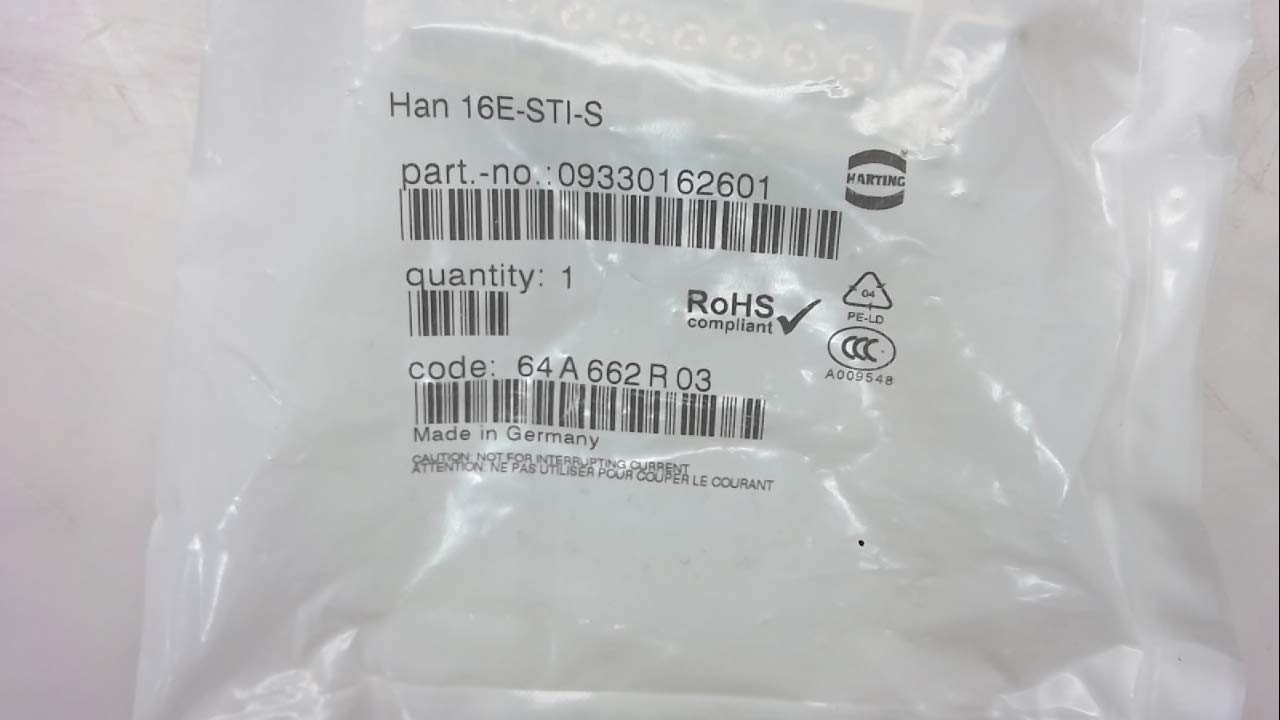 Han 16E-STI-S
part.-no.:09330162601
HARTING
quantity: 1
RoHS
compliant
04
PE-LD
CCC
A009548
code: 64 A 662 R 03
Made in Germany
CAUTION: NOT FOR INTERRUPTING CURRENT
ATTENTION: NE PAS UTILISER POUR COUPER LE COURANT